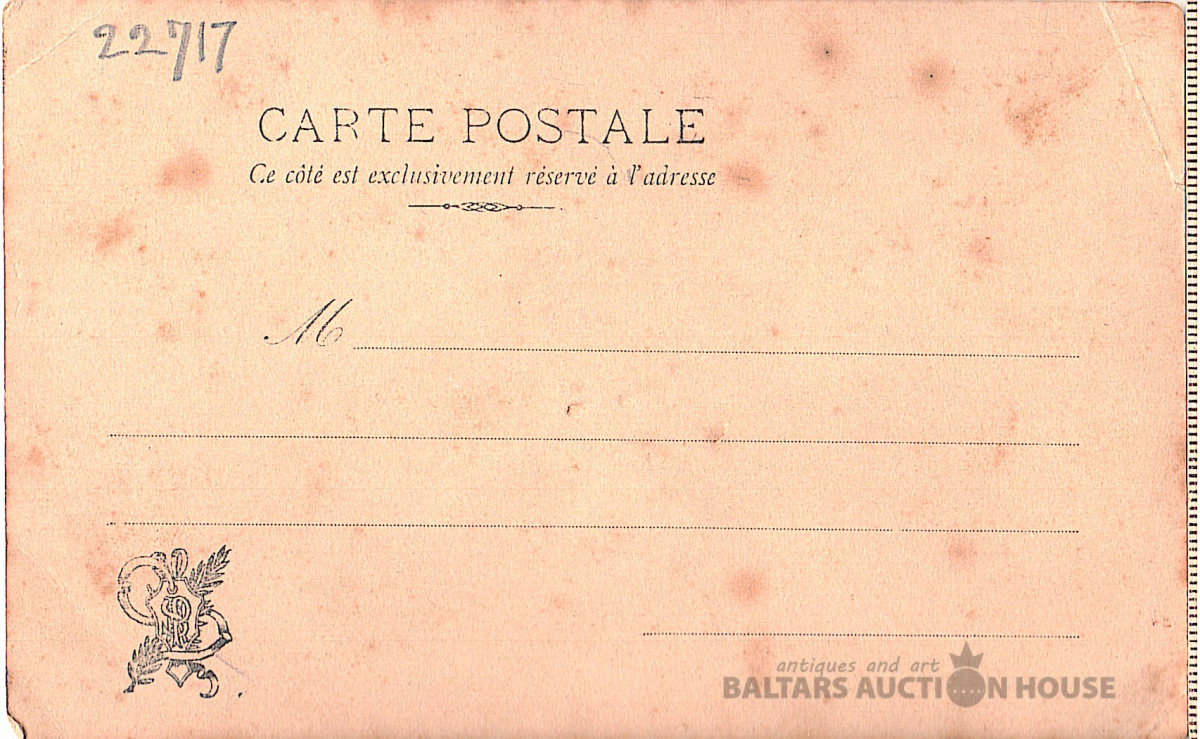 22717
CARTE POSTALE
Ce côté est exclusivement réservé à l'adresse
M
antiques and art
BALTARS AUCTION HOUSE